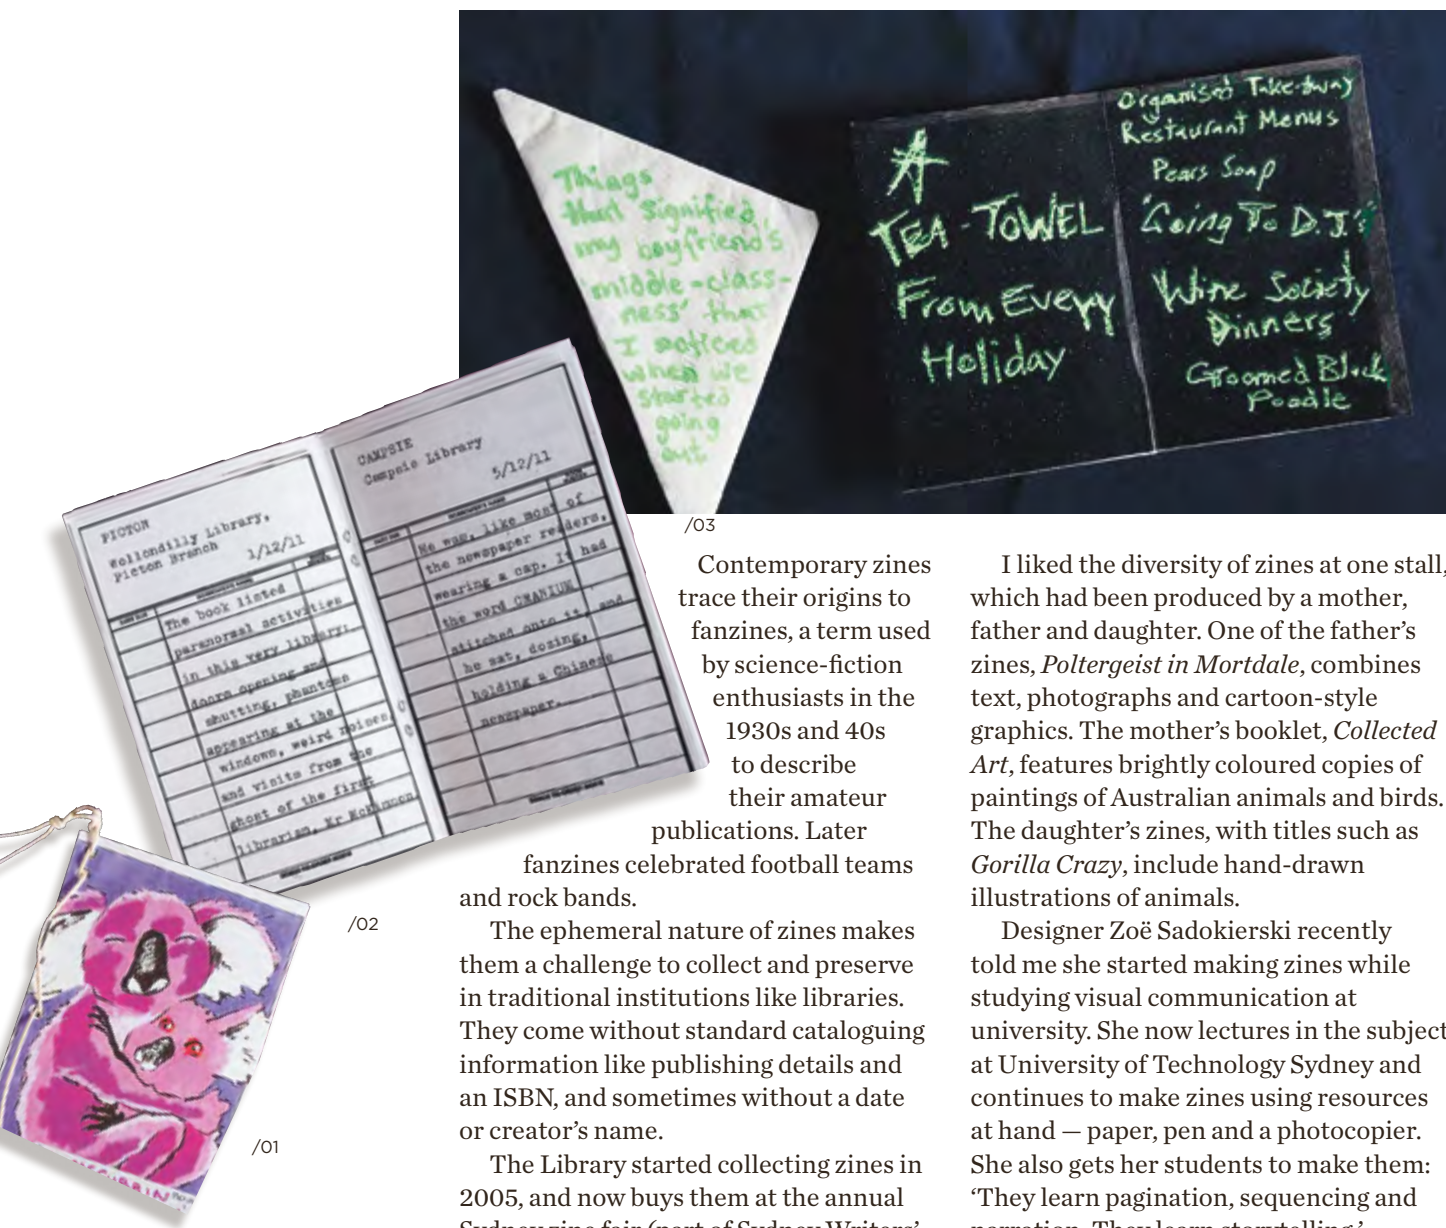 Things
that signified
my boyfriend's
'middle-class-
ness' that
I noticed
when we
started
going
out
A
TEA-TOWEL
From Every
Holiday
Organised Take-away
Restaurant Menus
Pears Soap
'Going To D.J.'s'
Wine Society
Dinners
Groomed Black
Poodle
/03
PICTON
Wollondilly Library,
Picton Branch
1/12/11
The book listed
paranormal activities
in this very library:
doors opening and
shutting, phantoms
appearing at the
windows, weird noises,
and visits from the
ghost of the first
librarian, Mr McKinnon.
CAMPSIE
Campsie Library
5/12/11
He was, like most of
the newspaper readers,
wearing a cap. It had
the word CRANIUM
stitched onto it, and
he sat, dozing,
holding a Chinese
newspaper.
/02
/01
Contemporary zines
trace their origins to
fanzines, a term used
by science-fiction
enthusiasts in the
1930s and 40s
to describe
their amateur
publications. Later
fanzines celebrated football teams
and rock bands.
The ephemeral nature of zines makes
them a challenge to collect and preserve
in traditional institutions like libraries.
They come without standard cataloguing
information like publishing details and
an ISBN, and sometimes without a date
or creator's name.
The Library started collecting zines in
2005, and now buys them at the annual
Sydney zine fair (part of Sydney Writers'
I liked the diversity of zines at one stall,
which had been produced by a mother,
father and daughter. One of the father's
zines, Poltergeist in Mortdale, combines
text, photographs and cartoon-style
graphics. The mother's booklet, Collected
Art, features brightly coloured copies of
paintings of Australian animals and birds.
The daughter's zines, with titles such as
Gorilla Crazy, include hand-drawn
illustrations of animals.
Designer Zoë Sadokierski recently
told me she started making zines while
studying visual communication at
university. She now lectures in the subject
at University of Technology Sydney and
continues to make zines using resources
at hand — paper, pen and a photocopier.
She also gets her students to make them:
‘They learn pagination, sequencing and
narration. They learn storytelling.’